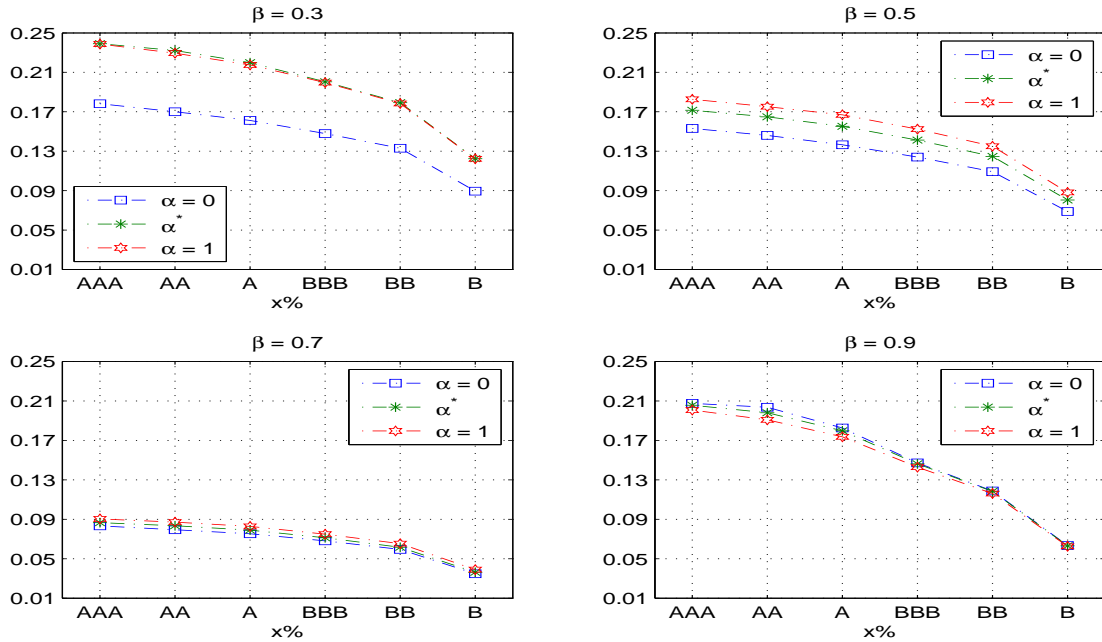 β = 0.3
0.25
0.21
0.17
0.13
0.09
0.05
0.01
α = 0
α*
α = 1
AAA AA A BBB BB B
x%
β = 0.5
0.25
0.21
0.17
0.13
0.09
0.05
0.01
α = 0
α*
α = 1
AAA AA A BBB BB B
x%
β = 0.7
0.25
0.21
0.17
0.13
0.09
0.05
0.01
α = 0
α*
α = 1
AAA AA A BBB BB B
x%
β = 0.9
0.25
0.21
0.17
0.13
0.09
0.05
0.01
α = 0
α*
α = 1
AAA AA A BBB BB B
x%